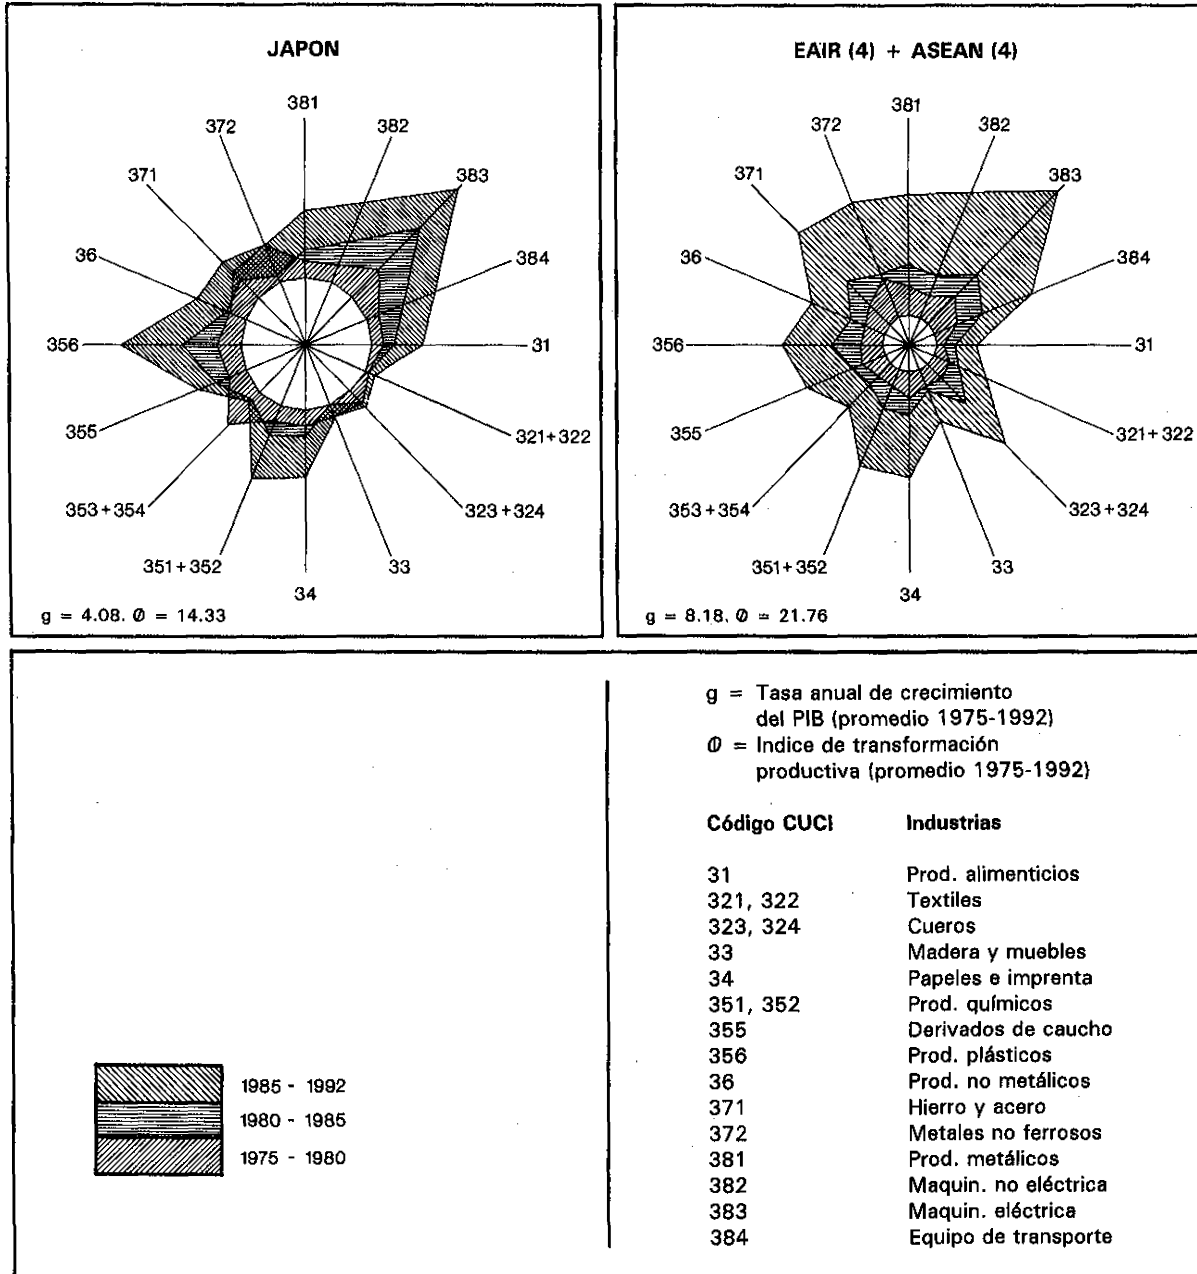 JAPON
381
372
382
371
383
36
384
356
31
355
321+322
353+354
323+324
351+352
33
34
g = 4.08. Ø = 14.33
EAIR (4) + ASEAN (4)
381
372
382
371
383
36
384
356
31
355
321+322
353+354
323+324
351+352
33
34
g = 8.18. Ø = 21.76
1985 - 1992
1980 - 1985
1975 - 1980
g = Tasa anual de crecimiento
del PIB (promedio 1975-1992)
Ø = Indice de transformación
productiva (promedio 1975-1992)
Código CUCI Industrias
31 Prod. alimenticios
321, 322 Textiles
323, 324 Cueros
33 Madera y muebles
34 Papeles e imprenta
351, 352 Prod. químicos
355 Derivados de caucho
356 Prod. plásticos
36 Prod. no metálicos
371 Hierro y acero
372 Metales no ferrosos
381 Prod. metálicos
382 Maquin. no eléctrica
383 Maquin. eléctrica
384 Equipo de transporte